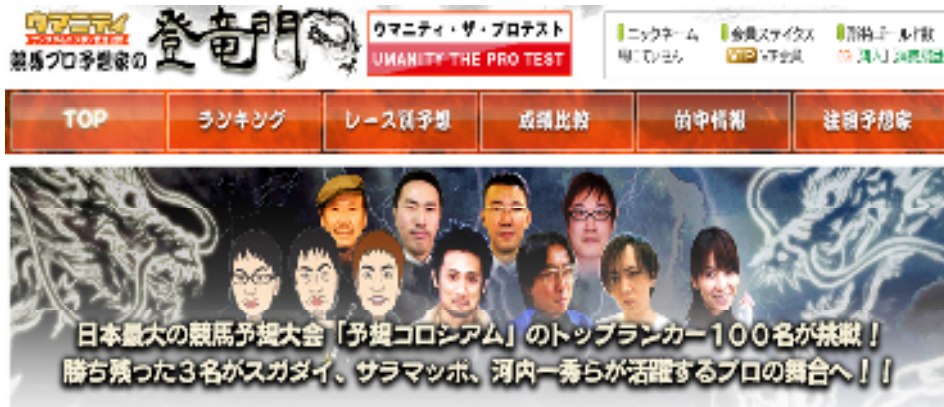 ウマニティ
競馬プロ予想家の
登竜門
ウマニティ・ザ・プロテスト
UMANITY THE PRO TEST
ニックネーム
会員ステイタス
VIP
TOP
ランキング
レース別予想
成績比較
的中情報
注目予想家
日本最大の競馬予想大会「予想コロシアム」のトップランカー100名が挑戦!
勝ち残った3名がスガダイ、サラマッポ、河内一秀らが活躍するプロの舞台へ!!